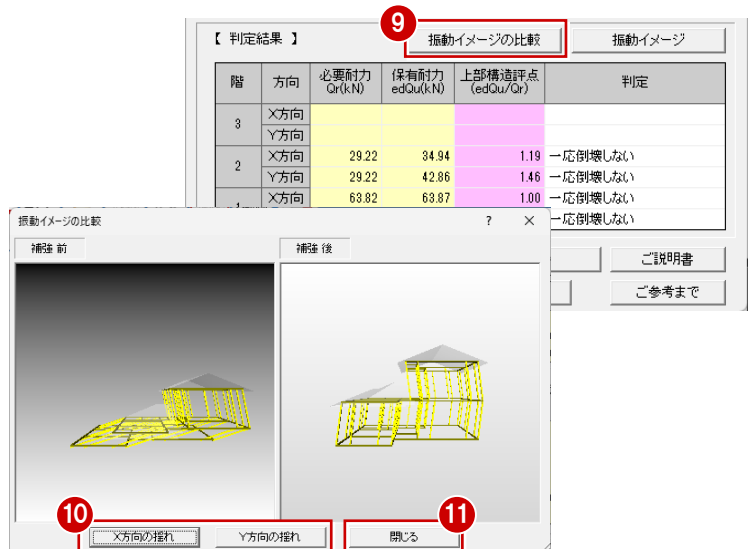 9
【 判定結果 】 振動イメージの比較 振動イメージ
階 方向 必要耐力 Qr(kN) 保有耐力 edQu(kN) 上部構造評点 (edQu/Qr) 判定
3 X方向
Y方向
2 X方向 29.22 34.94 1.19 一応倒壊しない
Y方向 29.22 42.86 1.46 一応倒壊しない
X方向 63.82 63.87 1.00 一応倒壊しない
一応倒壊しない
ご説明書
ご参考まで
振動イメージの比較 ? ×
補強 前 補強 後
10 11
X方向の揺れ Y方向の揺れ 閉じる